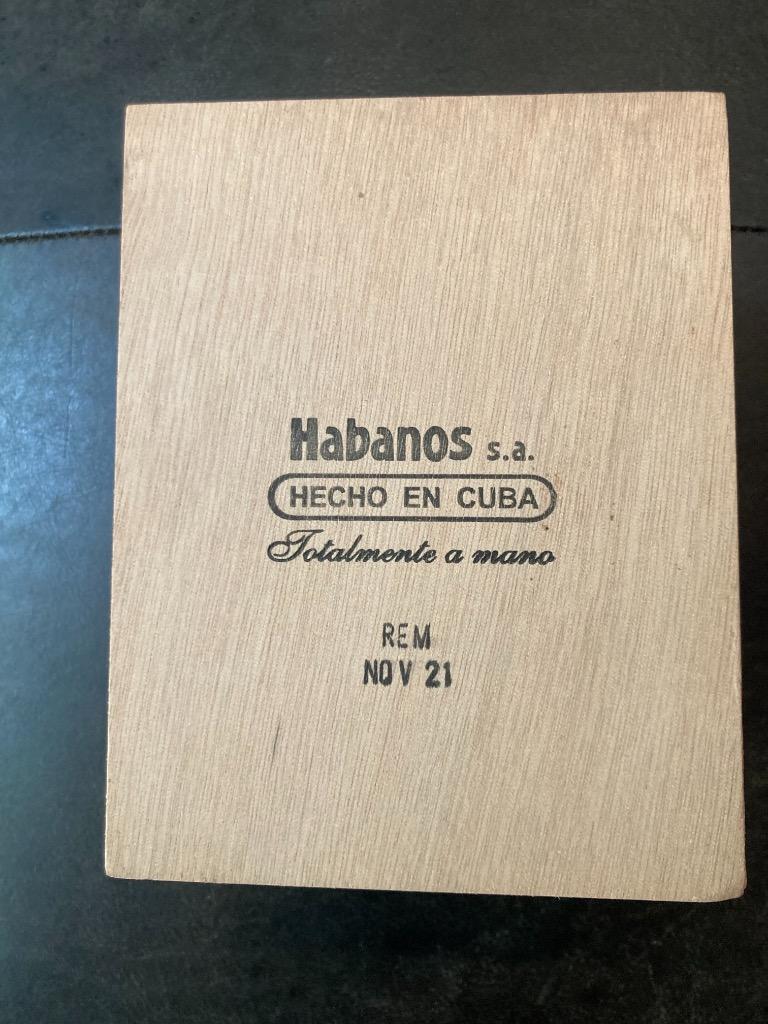 Habanos s.a.
HECHO EN CUBA
Totalmente a mano
REM
NOV 21